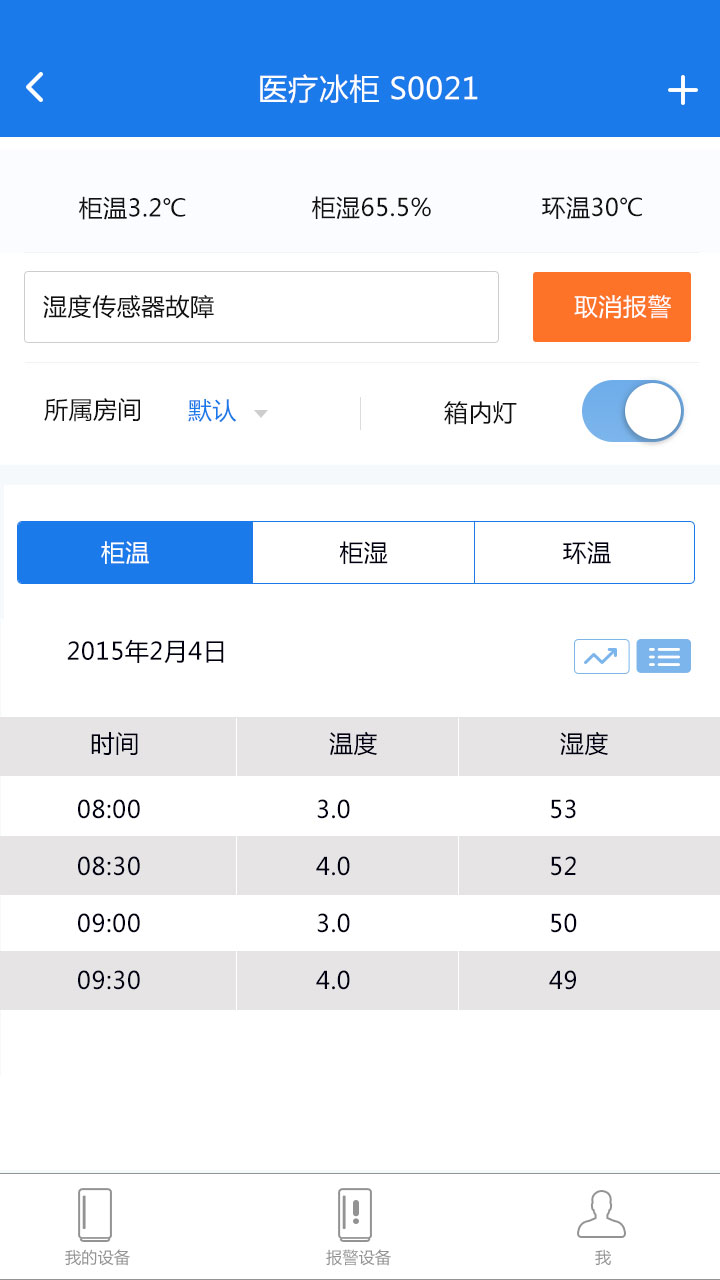 医疗冰柜 S0021
柜温3.2℃ 柜湿65.5% 环温30℃
湿度传感器故障 取消报警
所属房间 默认 箱内灯
柜温 柜湿 环温
2015年2月4日
时间 温度 湿度
08:00 3.0 53
08:30 4.0 52
09:00 3.0 50
09:30 4.0 49
我的设备 报警设备 我